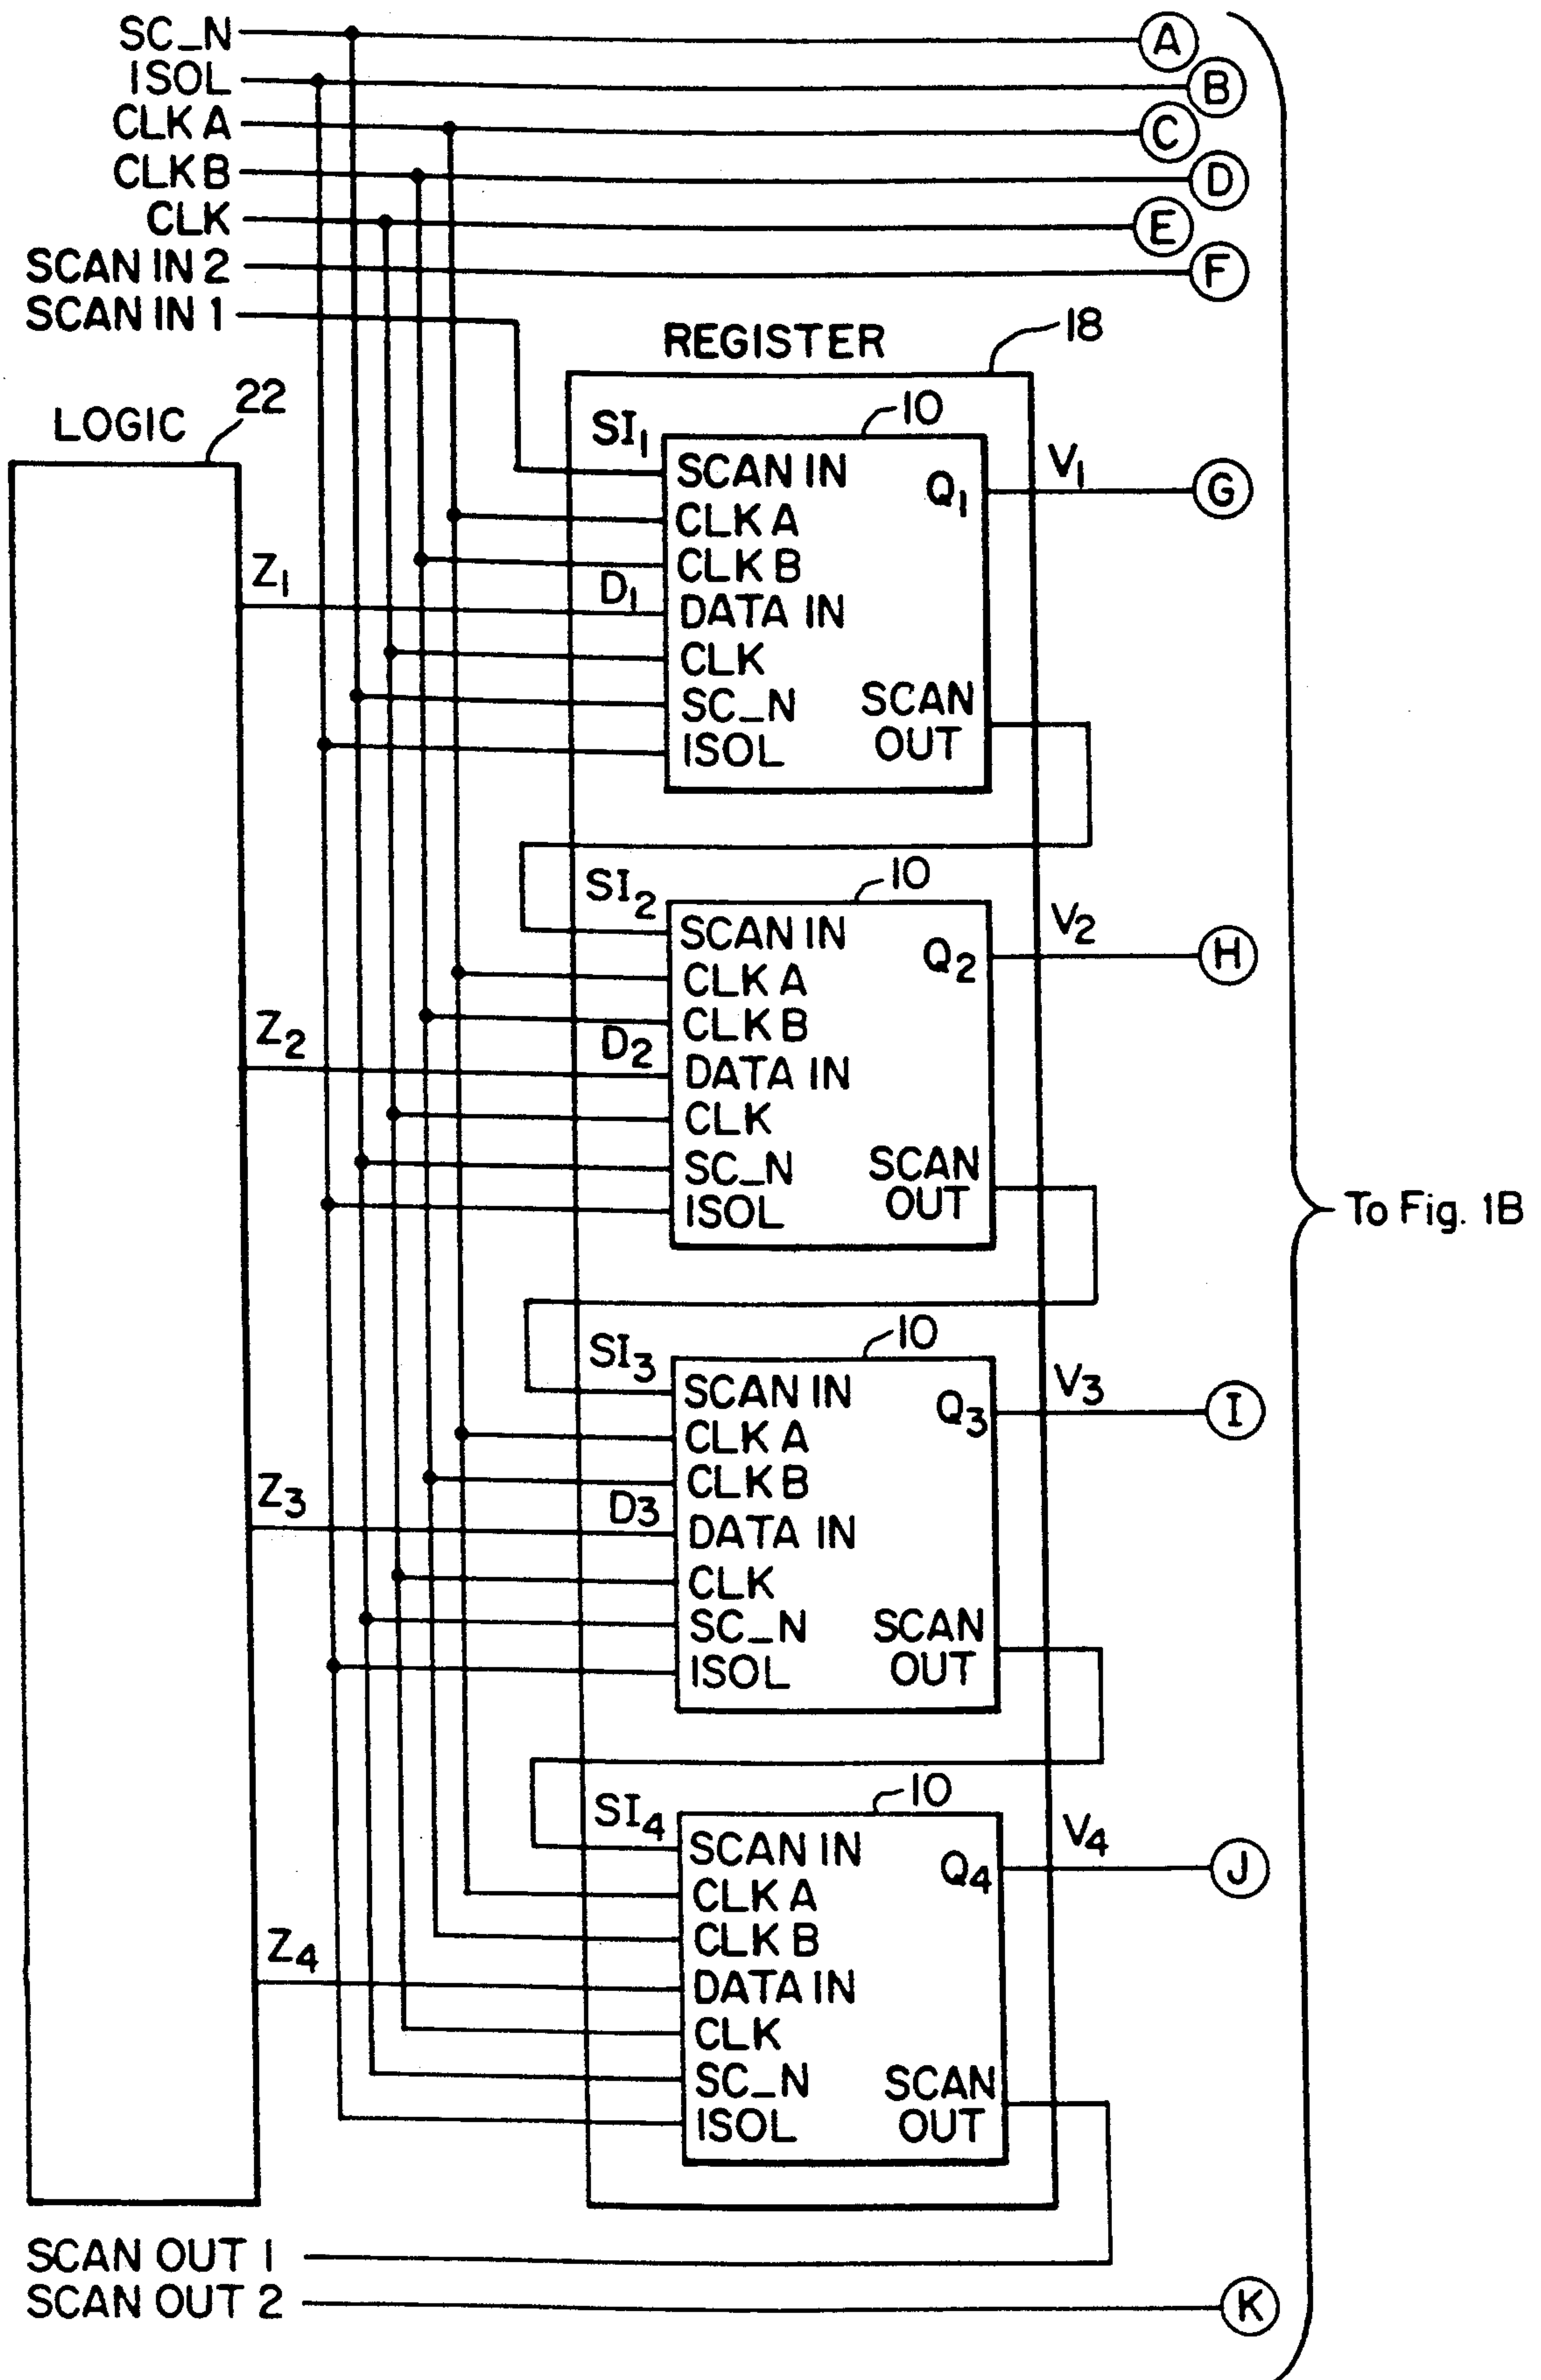 SC_N
A
ISOL
B
CLK A
C
CLK B
D
CLK
E
SCAN IN 2
F
SCAN IN 1
REGISTER
18
LOGIC
22
SI1
10
SCAN IN
Q1
V1
G
CLK A
CLK B
Z1
D1
DATA IN
CLK
SC_N
SCAN OUT
ISOL
SI2
10
SCAN IN
Q2
V2
H
CLK A
CLK B
Z2
D2
DATA IN
CLK
SC_N
SCAN OUT
ISOL
To Fig. 1B
SI3
10
SCAN IN
Q3
V3
I
CLK A
CLK B
Z3
D3
DATA IN
CLK
SC_N
SCAN OUT
ISOL
SI4
10
SCAN IN
Q4
V4
J
CLK A
CLK B
Z4
DATA IN
CLK
SC_N
SCAN OUT
ISOL
SCAN OUT 1
SCAN OUT 2
K